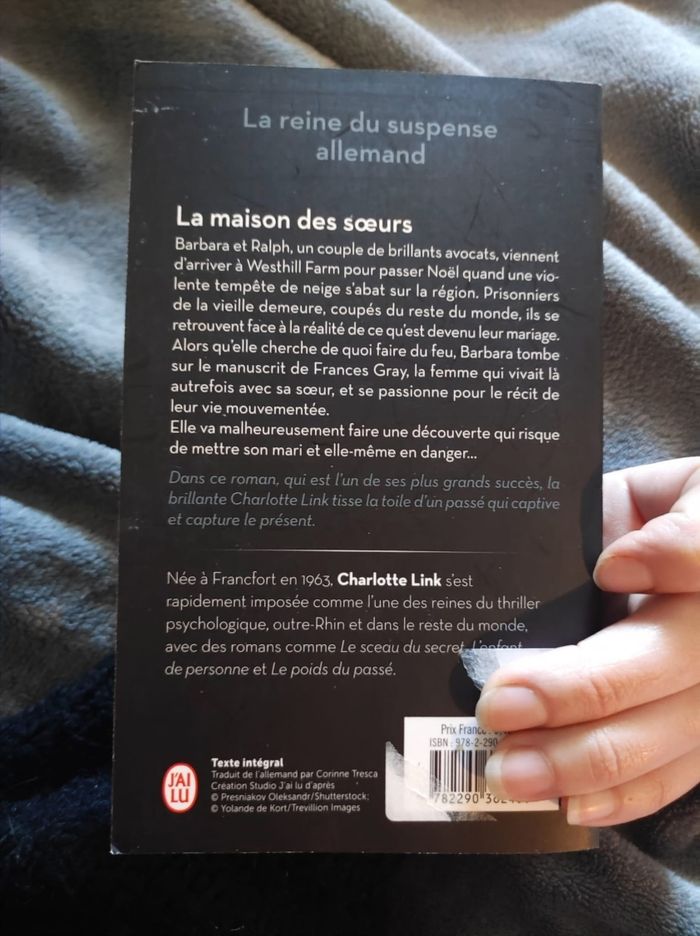 La reine du suspense
allemand
La maison des sœurs
Barbara et Ralph, un couple de brillants avocats, viennent
d'arriver à Westhill Farm pour passer Noël quand une vio-
lente tempête de neige s'abat sur la région. Prisonniers
de la vieille demeure, coupés du reste du monde, ils se
retrouvent face à la réalité de ce qu'est devenu leur mariage.
Alors qu'elle cherche de quoi faire du feu, Barbara tombe
sur le manuscrit de Frances Gray, la femme qui vivait là
autrefois avec sa sœur, et se passionne pour le récit de
leur vie mouvementée.
Elle va malheureusement faire une découverte qui risque
de mettre son mari et elle-même en danger...
Dans ce roman, qui est l'un de ses plus grands succès, la
brillante Charlotte Link tisse la toile d'un passé qui captive
et capture le présent.
Née à Francfort en 1963, Charlotte Link s'est
rapidement imposée comme l'une des reines du thriller
psychologique, outre-Rhin et dans le reste du monde,
avec des romans comme Le sceau du secret, L'enfant
de personne et Le poids du passé.
Prix France
ISBN : 978-2-290
782290
Texte intégral
Traduit de l'allemand par Corinne Tresca
Création Studio J'ai lu d'après
© Presniakov Oleksandr/Shutterstock;
© Yolande de Kort/Trevillion Images
J'AI
LU